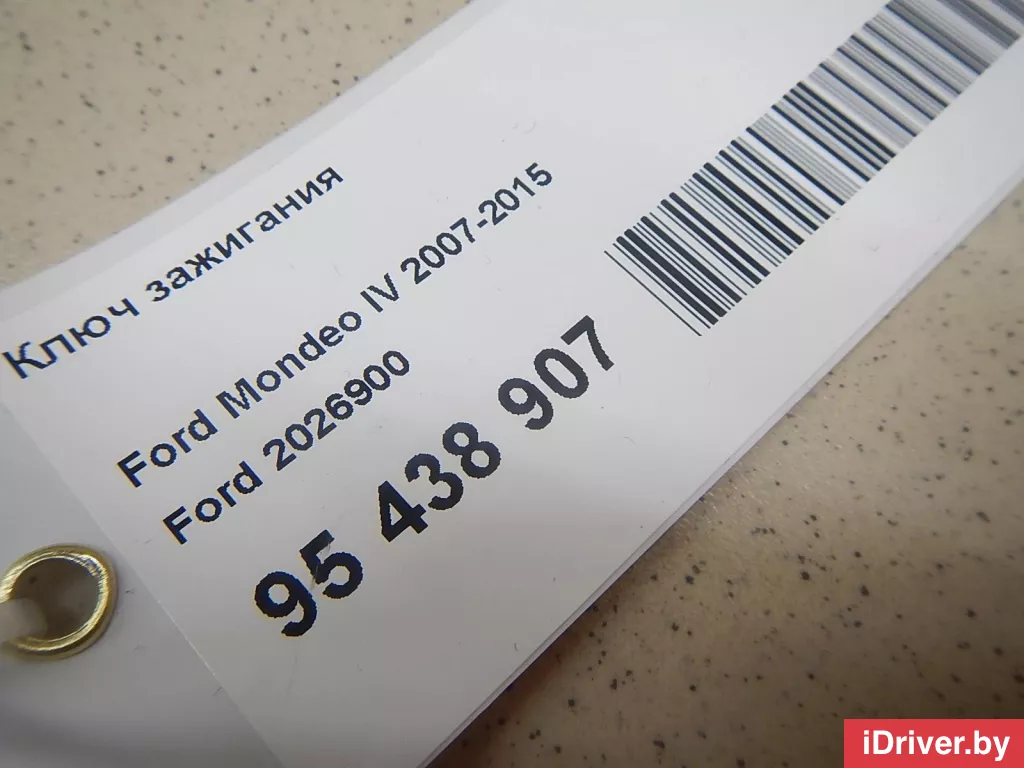 Ключ зажигания
Ford Mondeo IV 2007-2015
Ford 2026900
95 438 907
iDriver.by